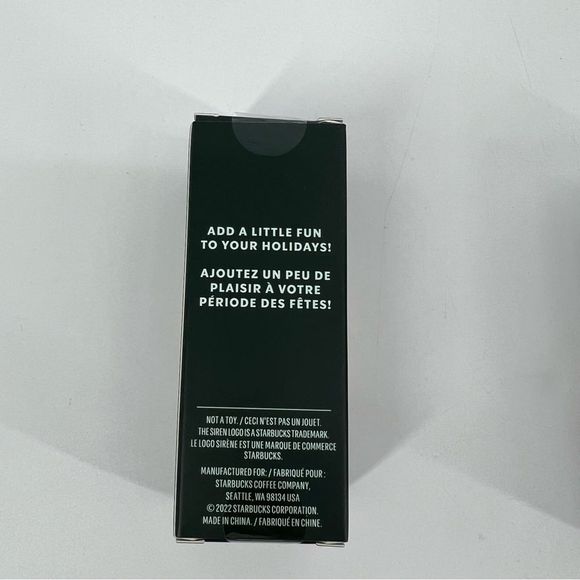 ADD A LITTLE FUN
TO YOUR HOLIDAYS!
AJOUTEZ UN PEU DE
PLAISIR À VOTRE
PÉRIODE DES FÊTES!
NOT A TOY. / CECI N'EST PAS UN JOUET.
THE SIREN LOGO IS A STARBUCKS TRADEMARK.
LE LOGO SIRÈNE EST UNE MARQUE DE COMMERCE
STARBUCKS.
MANUFACTURED FOR: / FABRIQUÉ POUR :
STARBUCKS COFFEE COMPANY,
SEATTLE, WA 98134 USA
© 2022 STARBUCKS CORPORATION.
MADE IN CHINA. / FABRIQUÉ EN CHINE.